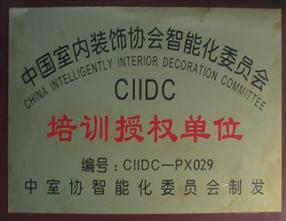 中国室内装饰协会智能化委员会
CHINA INTELLIGENTLY INTERIOR DECORATION COMMITTEE
CIIDC
培训授权单位
编号：CIIDC—PX029
中室协智能化委员会制发